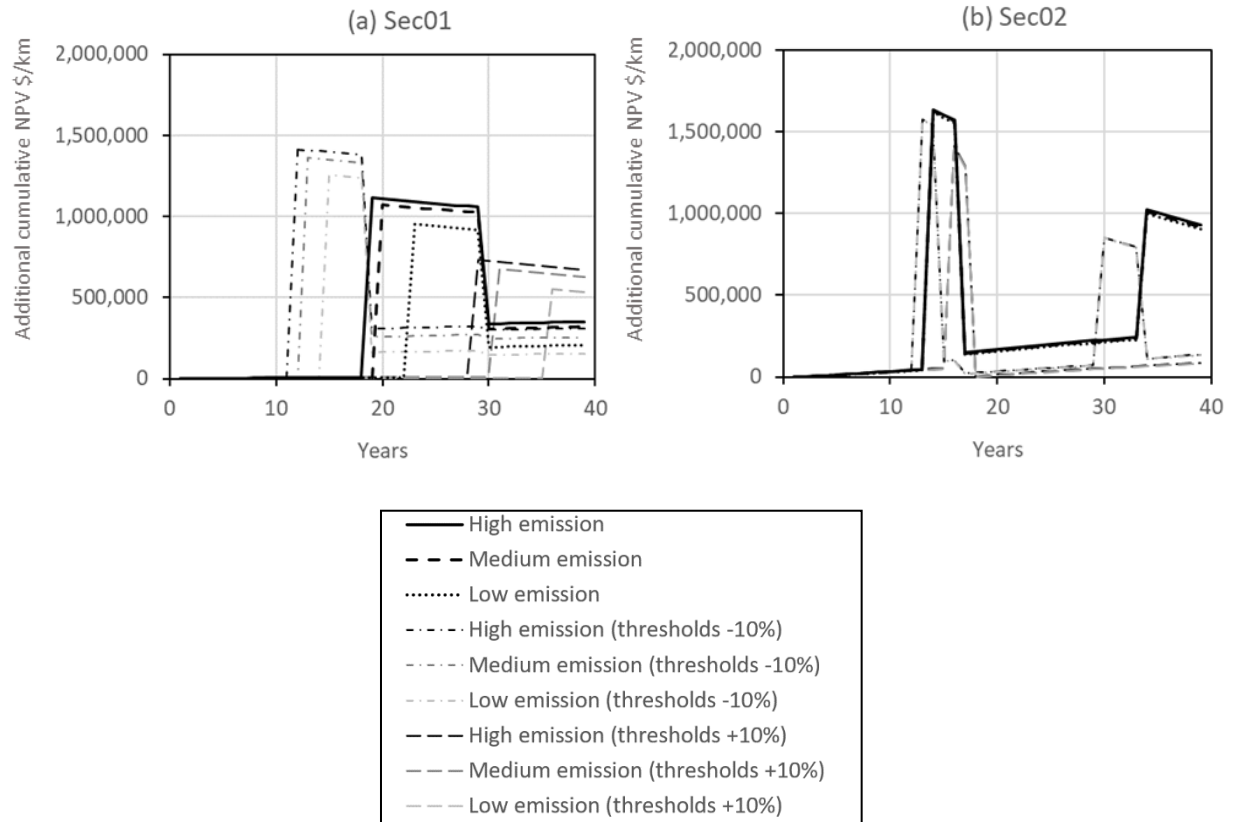 (a) Sec01
Additional cumulative NPV $/km
2,000,000
1,500,000
1,000,000
500,000
0
0 10 20 30 40
Years
(b) Sec02
Additional cumulative NPV $/km
2,000,000
1,500,000
1,000,000
500,000
0
0 10 20 30 40
Years
High emission
Medium emission
Low emission
High emission (thresholds -10%)
Medium emission (thresholds -10%)
Low emission (thresholds -10%)
High emission (thresholds +10%)
Medium emission (thresholds +10%)
Low emission (thresholds +10%)